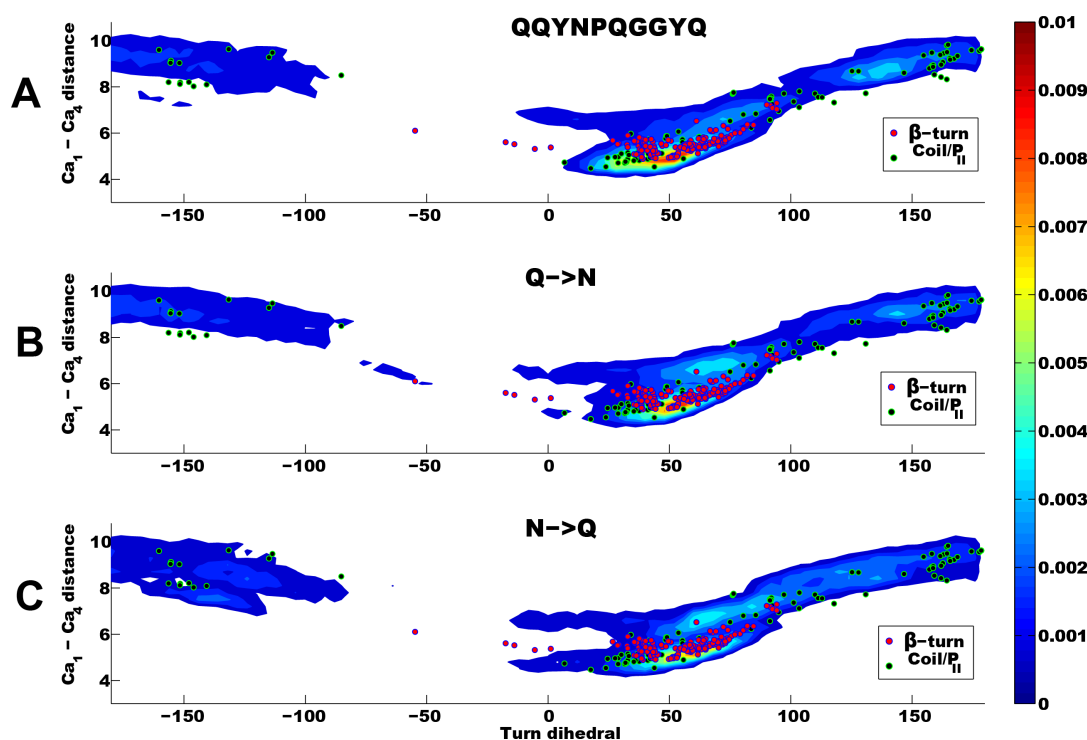 QQYNPQGGYQ
A
Ca1 − Ca4 distance
10
8
6
4
−150
−100
−50
0
50
100
150
β−turn
Coil/PII
Q−>N
B
Ca1 − Ca4 distance
10
8
6
4
−150
−100
−50
0
50
100
150
β−turn
Coil/PII
N−>Q
C
Ca1 − Ca4 distance
10
8
6
4
−150
−100
−50
0
50
100
150
Turn dihedral
β−turn
Coil/PII
0.01
0.009
0.008
0.007
0.006
0.005
0.004
0.003
0.002
0.001
0